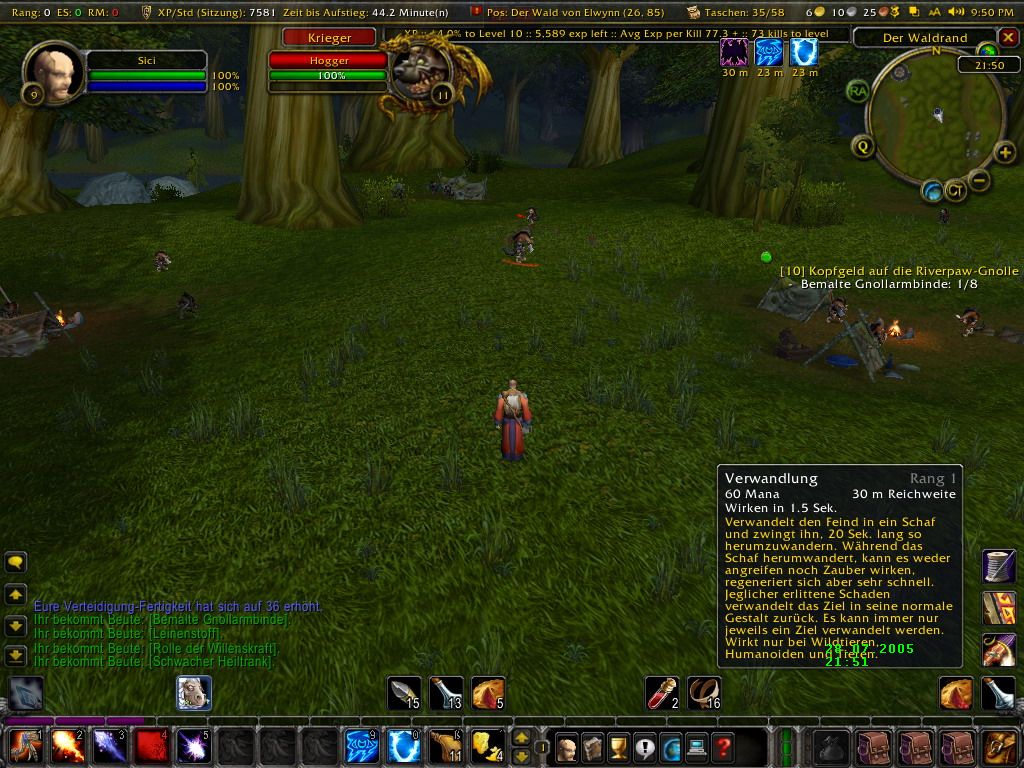 Rang: 0 ES: 0 RM: 0 XP/Std (Sitzung): 7581 Zeit bis Aufstieg: 44.2 Minute(n) Pos: Der Wald von Elwynn (26, 85) Taschen: 35/58 6 10 25 9:50 PM
to Level 10 :: 5,589 exp left :: Avg Exp per Kill 77.3 :: 73 kills to level
Krieger
Der Waldrand
N
Sici
Hogger
21:50
100%
100%
100%
30 m 23 m 23 m
9
11
RA
Q
CT
[10] Kopfgeld auf die Riverpaw-Gnolle
- Bemalte Gnollarmbinde: 1/8
Verwandlung Rang 1
60 Mana 30 m Reichweite
Wirken in 1.5 Sek.
Verwandelt den Feind in ein Schaf
und zwingt ihn, 20 Sek. lang so
herumzuwandern. Während das
Schaf herumwandert, kann es weder
angreifen noch Zauber wirken,
regeneriert sich aber sehr schnell.
Jeglicher erlittene Schaden
verwandelt das Ziel in seine normale
Gestalt zurück. Es kann immer nur
jeweils ein Ziel verwandelt werden.
Wirkt nur bei Wildtieren,
Humanoiden und Tieren.
28.07.2005
21:51
Eure Verteidigung-Fertigkeit hat sich auf 36 erhöht.
Ihr bekommt Beute: [Bemalte Gnollarmbinde].
Ihr bekommt Beute: [Leinenstoff].
Ihr bekommt Beute: [Rolle der Willenskraft].
Ihr bekommt Beute: [Schwacher Heiltrank].
15 13 5 2 16
1 2 3 4 5 9 0 ß 11 4 1